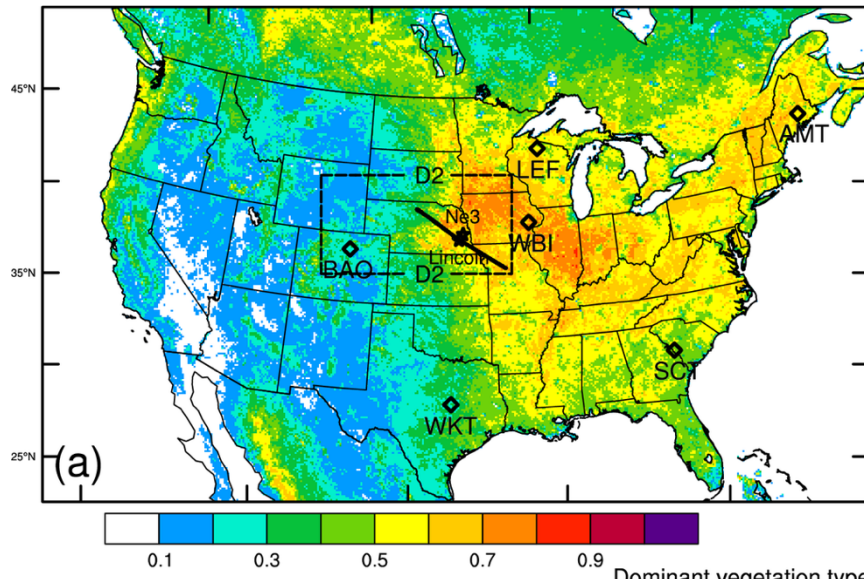 45°N
AMT
LEF
D2
Ne3
WBI
Lincoln
BAO
35°N
D2
SCT
WKT
(a)
25°N
0.1 0.3 0.5 0.7 0.9
Dominant vegetation type